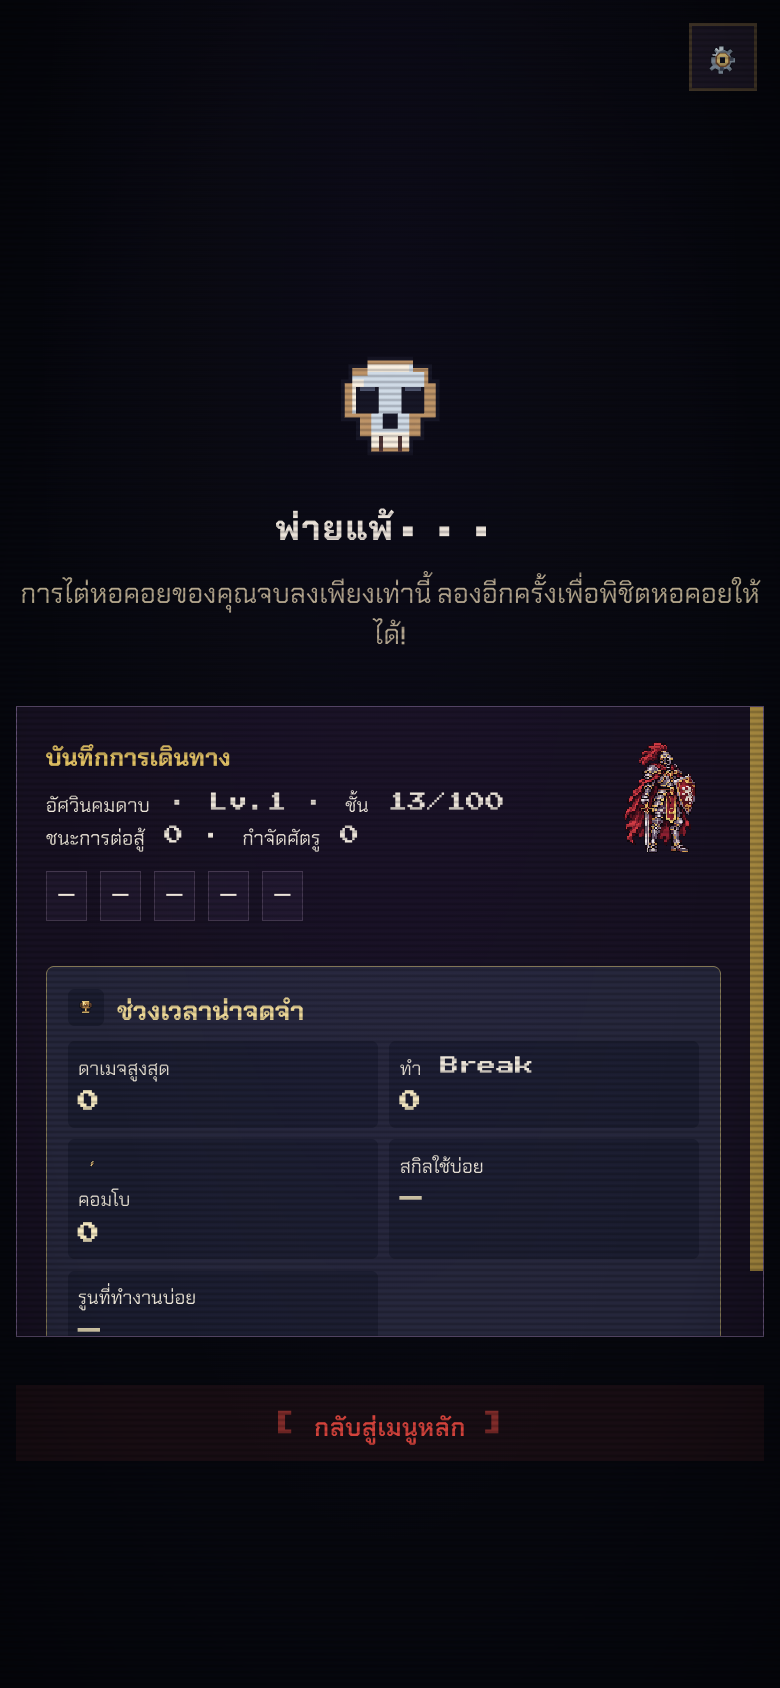 พ่ายแพ้...
การไต่หอคอยของคุณจบลงเพียงเท่านี้ ลองอีกครั้งเพื่อพิชิตหอคอยให้
ได้!
บันทึกการเดินทาง
อัศวินคมดาบ · Lv.1 · ชั้น 13/100
ชนะการต่อสู้ 0 · กำจัดศัตรู 0
— — — — —
ช่วงเวลาน่าจดจำ
ดาเมจสูงสุด
0
ทำ Break
0
คอมโบ
0
สกิลใช้บ่อย
—
รูนที่ทำงานบ่อย
—
[ กลับสู่เมนูหลัก ]